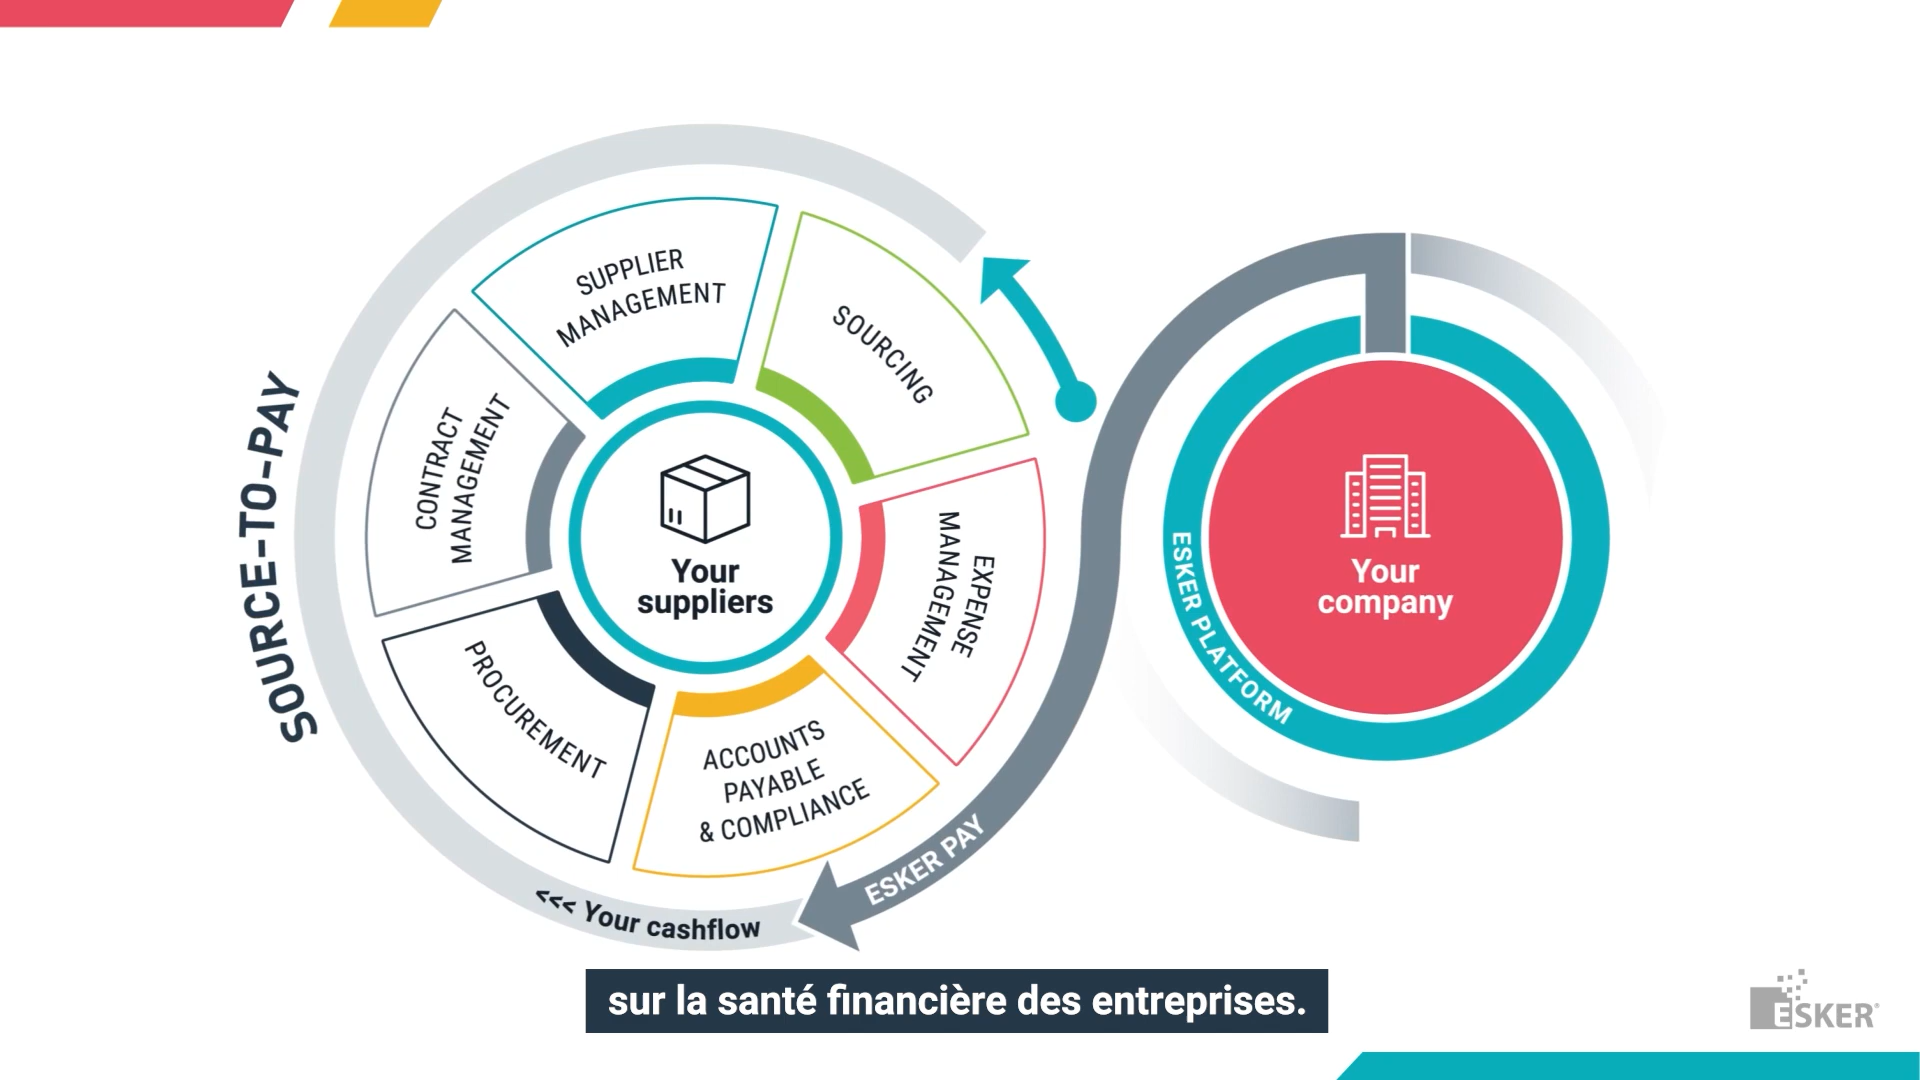 SOURCE-TO-PAY
SUPPLIER
MANAGEMENT
SOURCING
CONTRACT
MANAGEMENT
EXPENSE
MANAGEMENT
PROCUREMENT
ACCOUNTS
PAYABLE
& COMPLIANCE
Your
suppliers
<<< Your cashflow
ESKER PAY
ESKER PLATFORM
Your
company
sur la santé financière des entreprises.
ESKER®